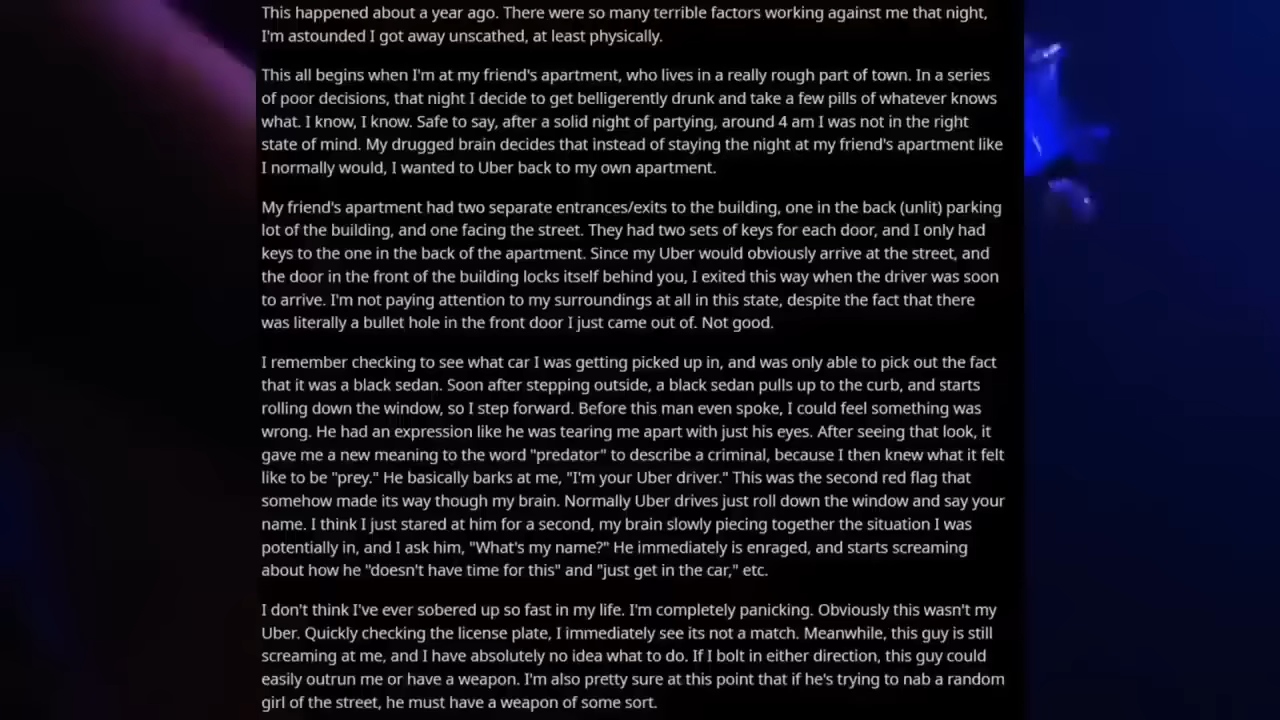 This happened about a year ago. There were so many terrible factors working against me that night,
I'm astounded I got away unscathed, at least physically.
This all begins when I'm at my friend's apartment, who lives in a really rough part of town. In a series
of poor decisions, that night I decide to get belligerently drunk and take a few pills of whatever knows
what. I know, I know. Safe to say, after a solid night of partying, around 4 am I was not in the right
state of mind. My drugged brain decides that instead of staying the night at my friend's apartment like
I normally would, I wanted to Uber back to my own apartment.
My friend's apartment had two separate entrances/exits to the building, one in the back (unlit) parking
lot of the building, and one facing the street. They had two sets of keys for each door, and I only had
keys to the one in the back of the apartment. Since my Uber would obviously arrive at the street, and
the door in the front of the building locks itself behind you, I exited this way when the driver was soon
to arrive. I'm not paying attention to my surroundings at all in this state, despite the fact that there
was literally a bullet hole in the front door I just came out of. Not good.
I remember checking to see what car I was getting picked up in, and was only able to pick out the fact
that it was a black sedan. Soon after stepping outside, a black sedan pulls up to the curb, and starts
rolling down the window, so I step forward. Before this man even spoke, I could feel something was
wrong. He had an expression like he was tearing me apart with just his eyes. After seeing that look, it
gave me a new meaning to the word "predator" to describe a criminal, because I then knew what it felt
like to be "prey." He basically barks at me, "I'm your Uber driver." This was the second red flag that
somehow made its way though my brain. Normally Uber drives just roll down the window and say your
name. I think I just stared at him for a second, my brain slowly piecing together the situation I was
potentially in, and I ask him, "What's my name?" He immediately is enraged, and starts screaming
about how he "doesn't have time for this" and "just get in the car," etc.
I don't think I've ever sobered up so fast in my life. I'm completely panicking. Obviously this wasn't my
Uber. Quickly checking the license plate, I immediately see its not a match. Meanwhile, this guy is still
screaming at me, and I have absolutely no idea what to do. If I bolt in either direction, this guy could
easily outrun me or have a weapon. I'm also pretty sure at this point that if he's trying to nab a random
girl of the street, he must have a weapon of some sort.